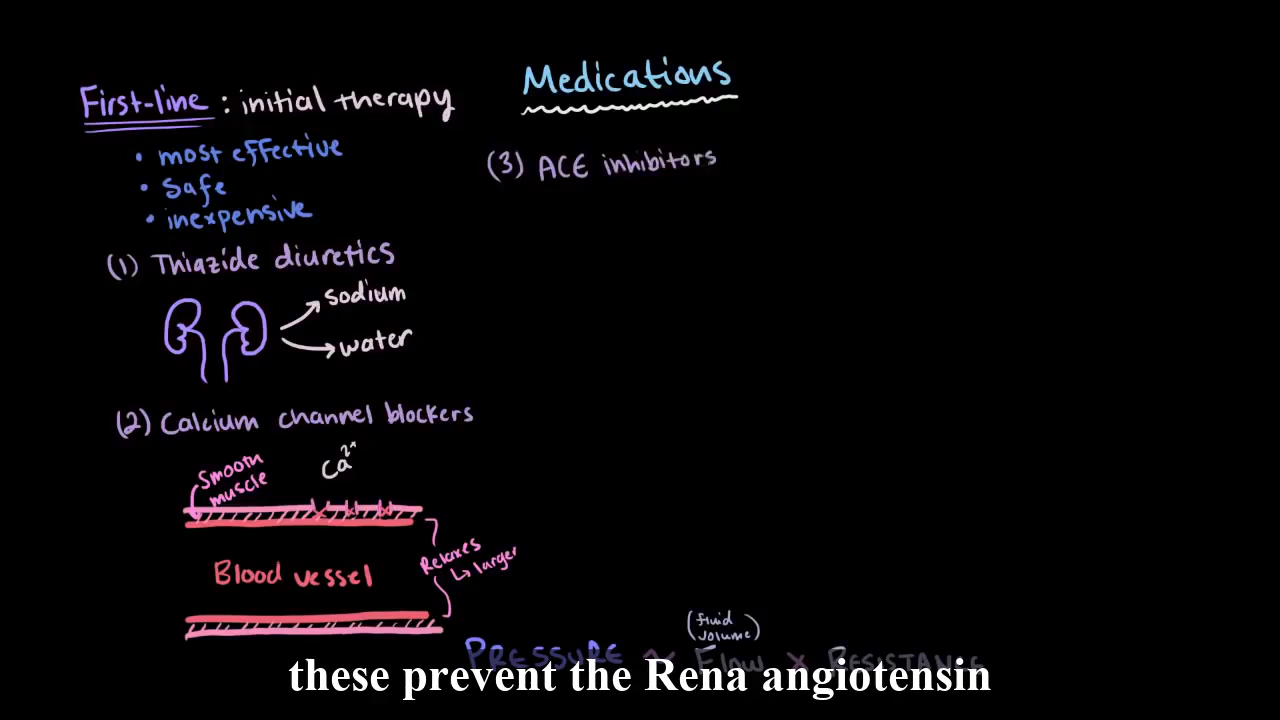 Medications
First-line : initial therapy
• most effective
• safe
• inexpensive
(1) Thiazide diuretics
sodium
water
(2) Calcium channel blockers
Smooth
muscle
Ca²⁺
Blood vessel
Relaxes
↳ larger
(3) ACE inhibitors
(fluid
volume)
PRESSURE ~ Flow x RESISTANCE
these prevent the Rena angiotensin